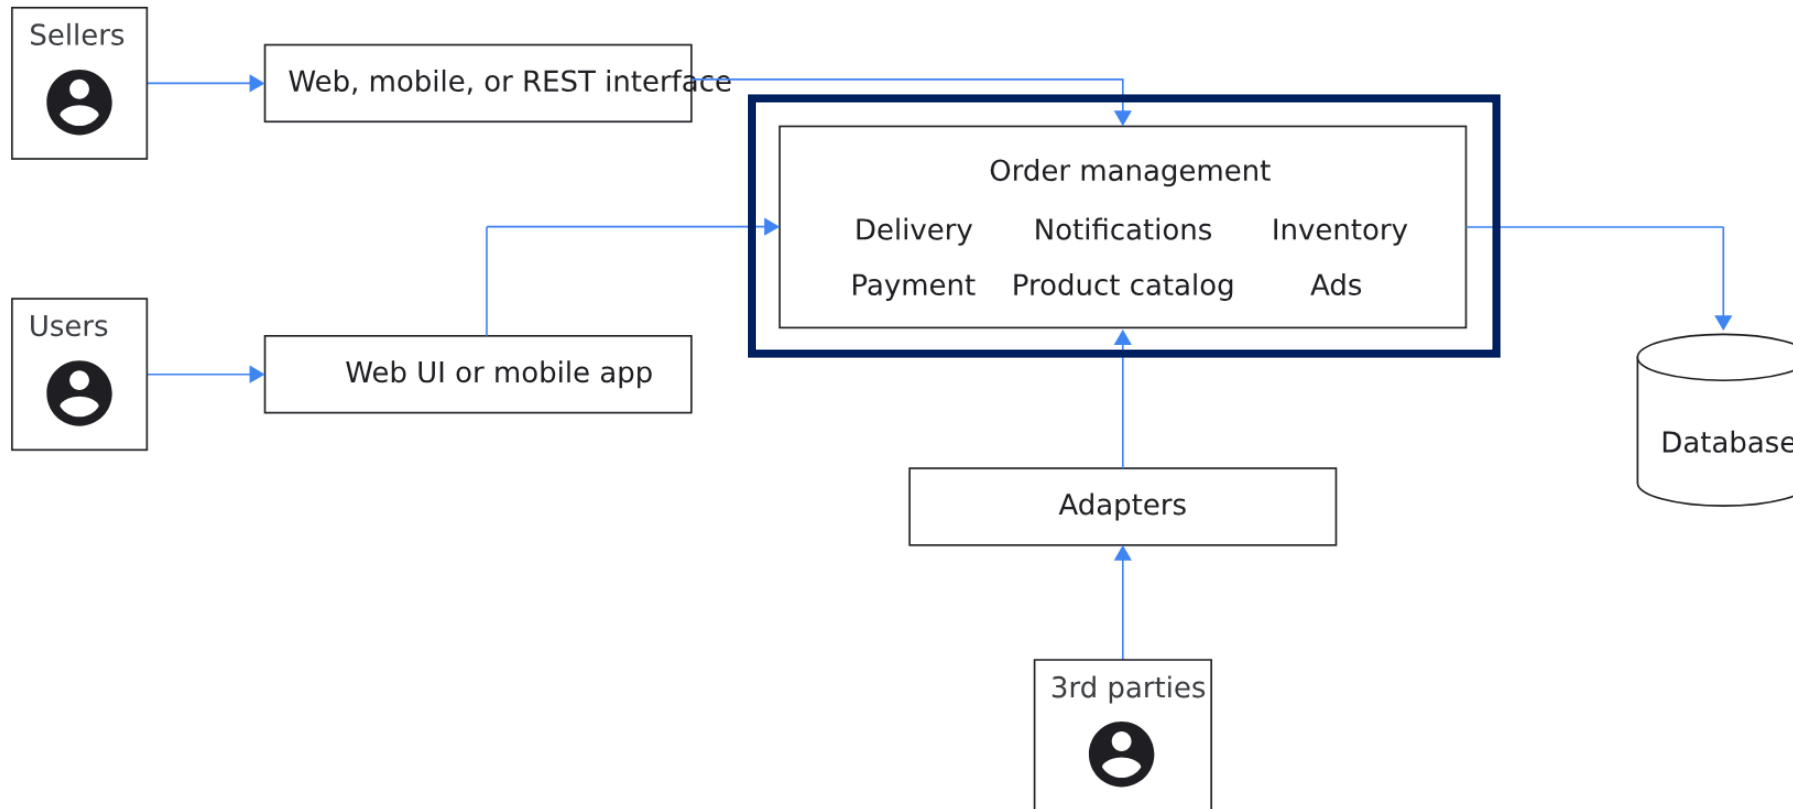 Sellers
Web, mobile, or REST interface
Order management
Delivery Notifications Inventory
Payment Product catalog Ads
Users
Web UI or mobile app
Database
Adapters
3rd parties